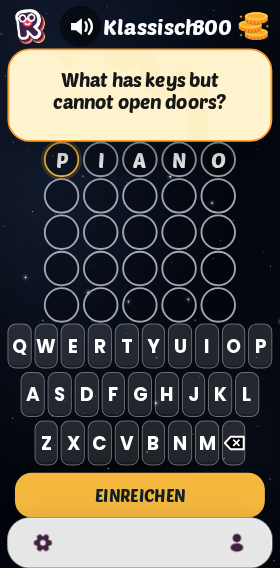 R
Klassisch 800
What has keys but
cannot open doors?
P I A N O
Q W E R T Y U I O P
A S D F G H J K L
Z X C V B N M
EINREICHEN